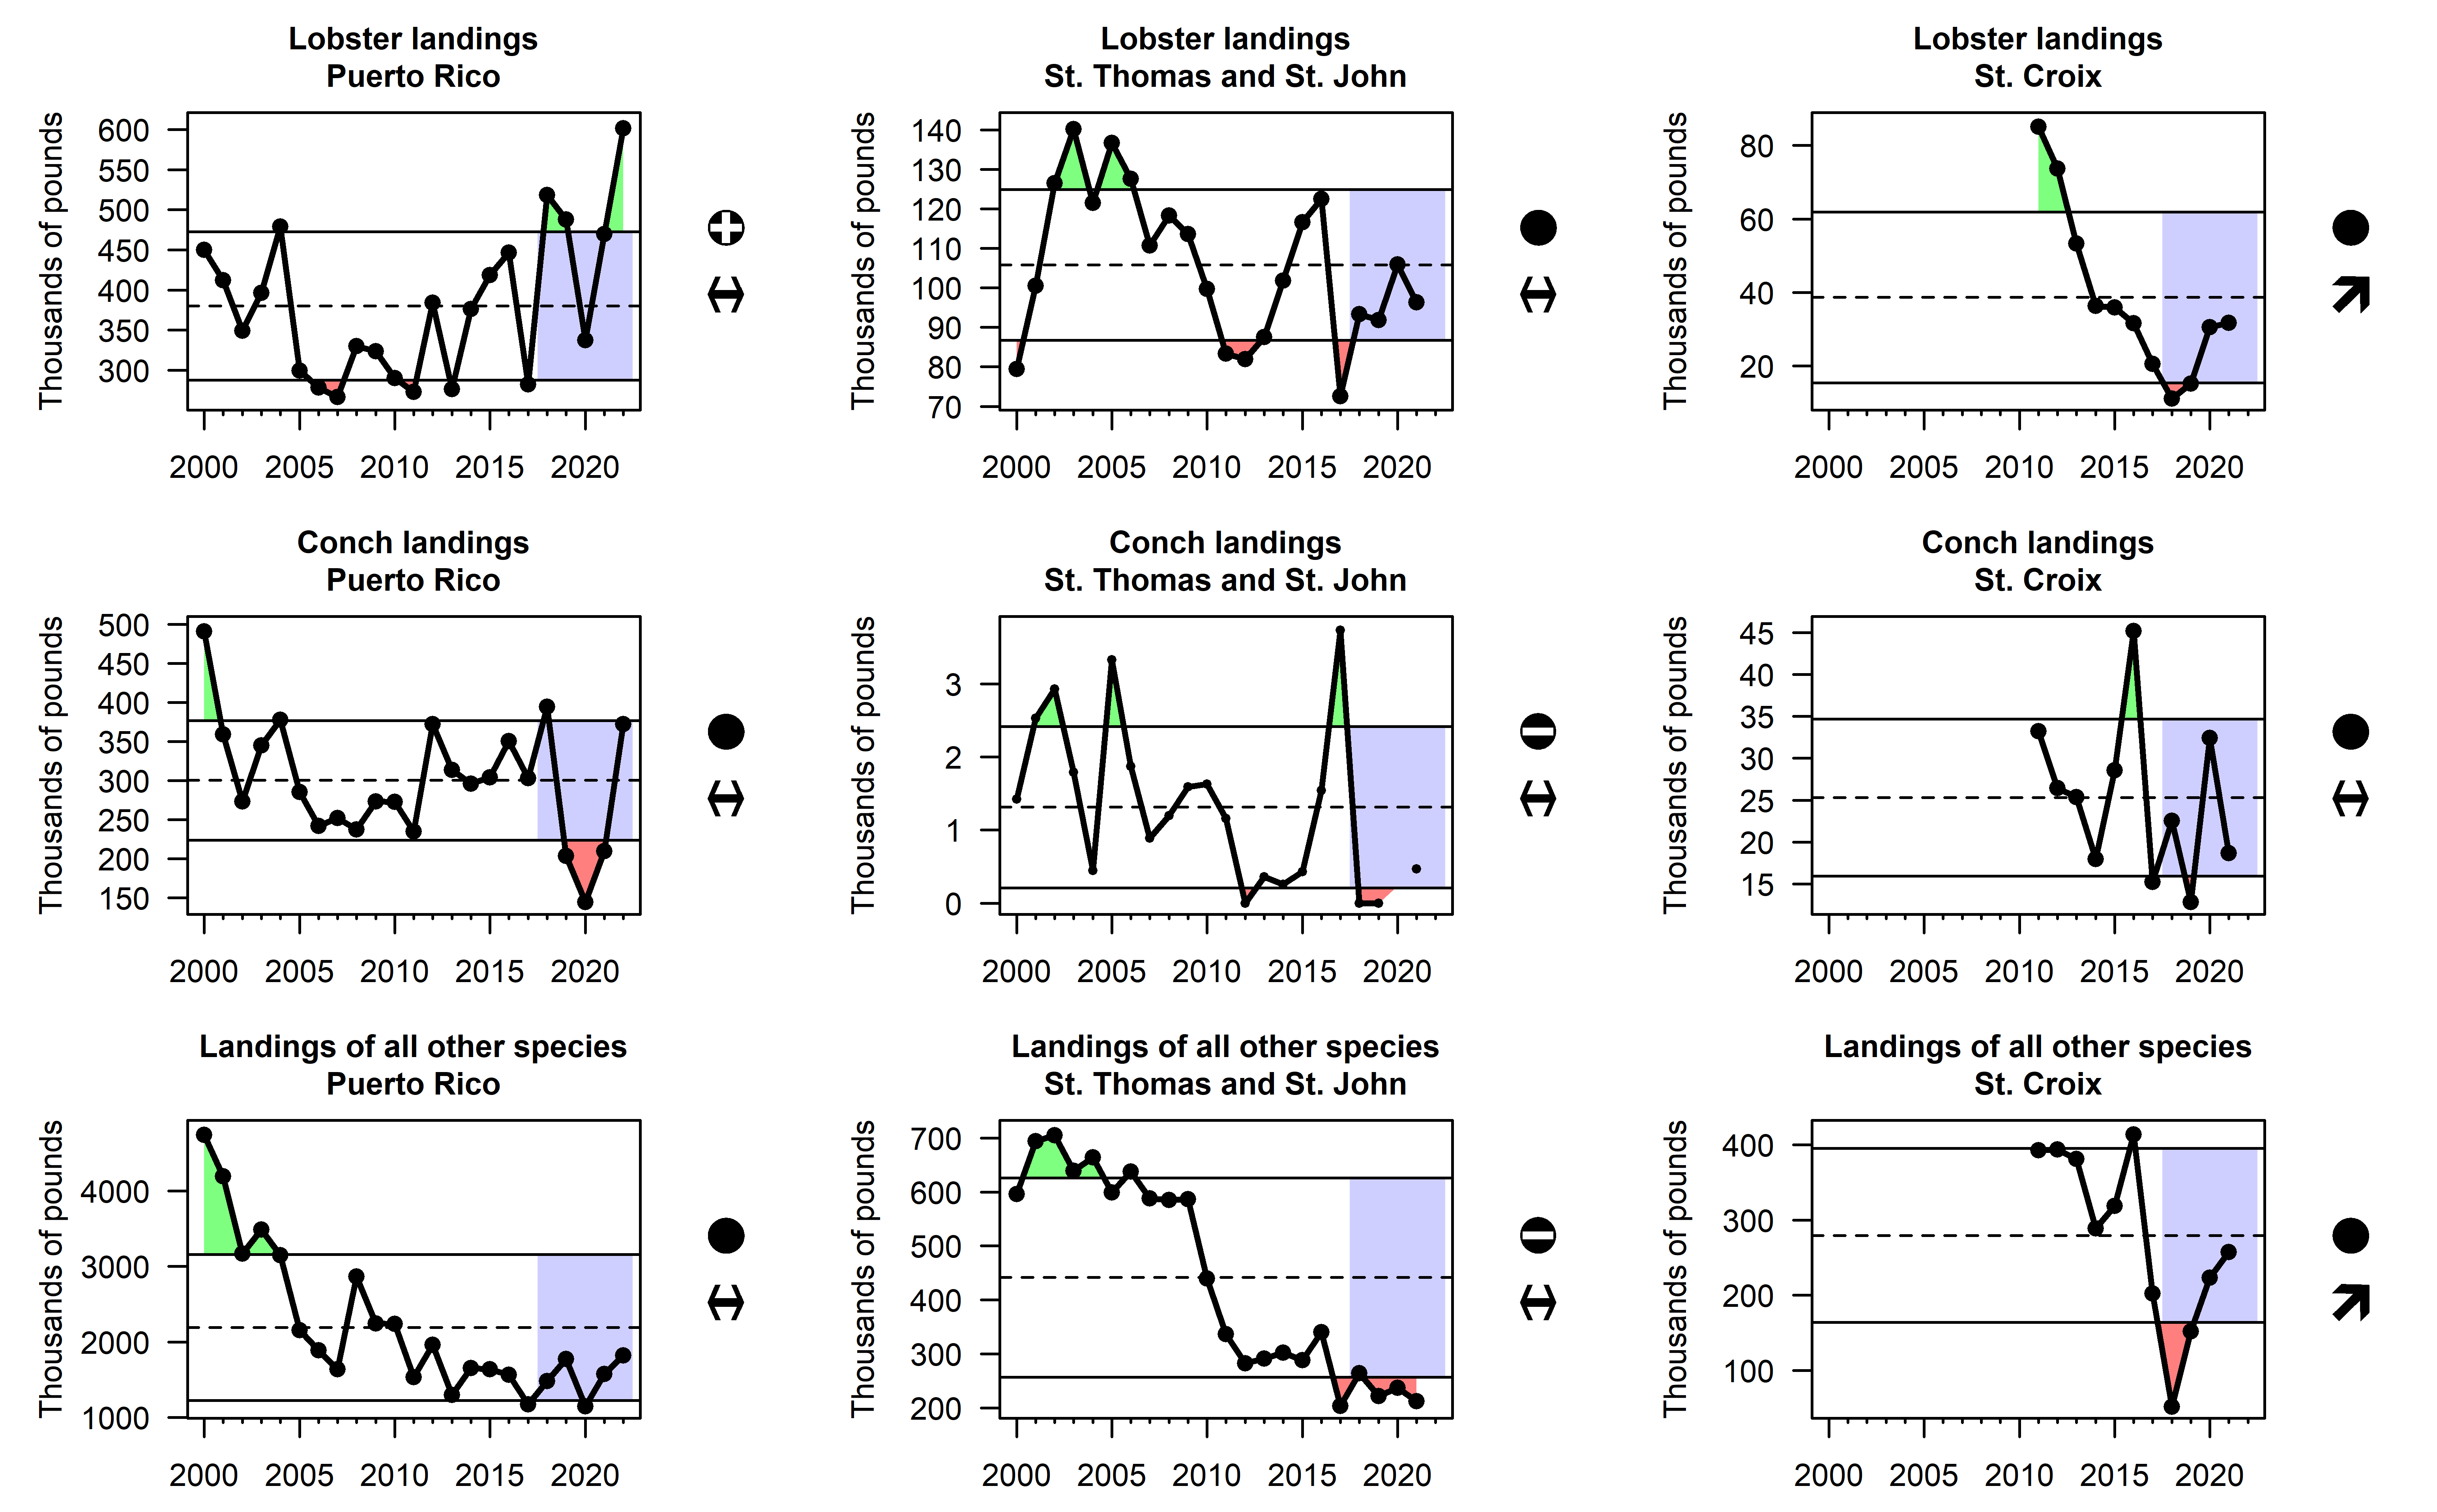 Lobster landings
Puerto Rico
Thousands of pounds
600
550
500
450
400
350
300
2000 2005 2010 2015 2020
Lobster landings
St. Thomas and St. John
Thousands of pounds
140
130
120
110
100
90
80
70
2000 2005 2010 2015 2020
Lobster landings
St. Croix
Thousands of pounds
80
60
40
20
2000 2005 2010 2015 2020
Conch landings
Puerto Rico
Thousands of pounds
500
450
400
350
300
250
200
150
2000 2005 2010 2015 2020
Conch landings
St. Thomas and St. John
Thousands of pounds
3
2
1
0
2000 2005 2010 2015 2020
Conch landings
St. Croix
Thousands of pounds
45
40
35
30
25
20
15
2000 2005 2010 2015 2020
Landings of all other species
Puerto Rico
Thousands of pounds
4000
3000
2000
1000
2000 2005 2010 2015 2020
Landings of all other species
St. Thomas and St. John
Thousands of pounds
700
600
500
400
300
200
2000 2005 2010 2015 2020
Landings of all other species
St. Croix
Thousands of pounds
400
300
200
100
2000 2005 2010 2015 2020